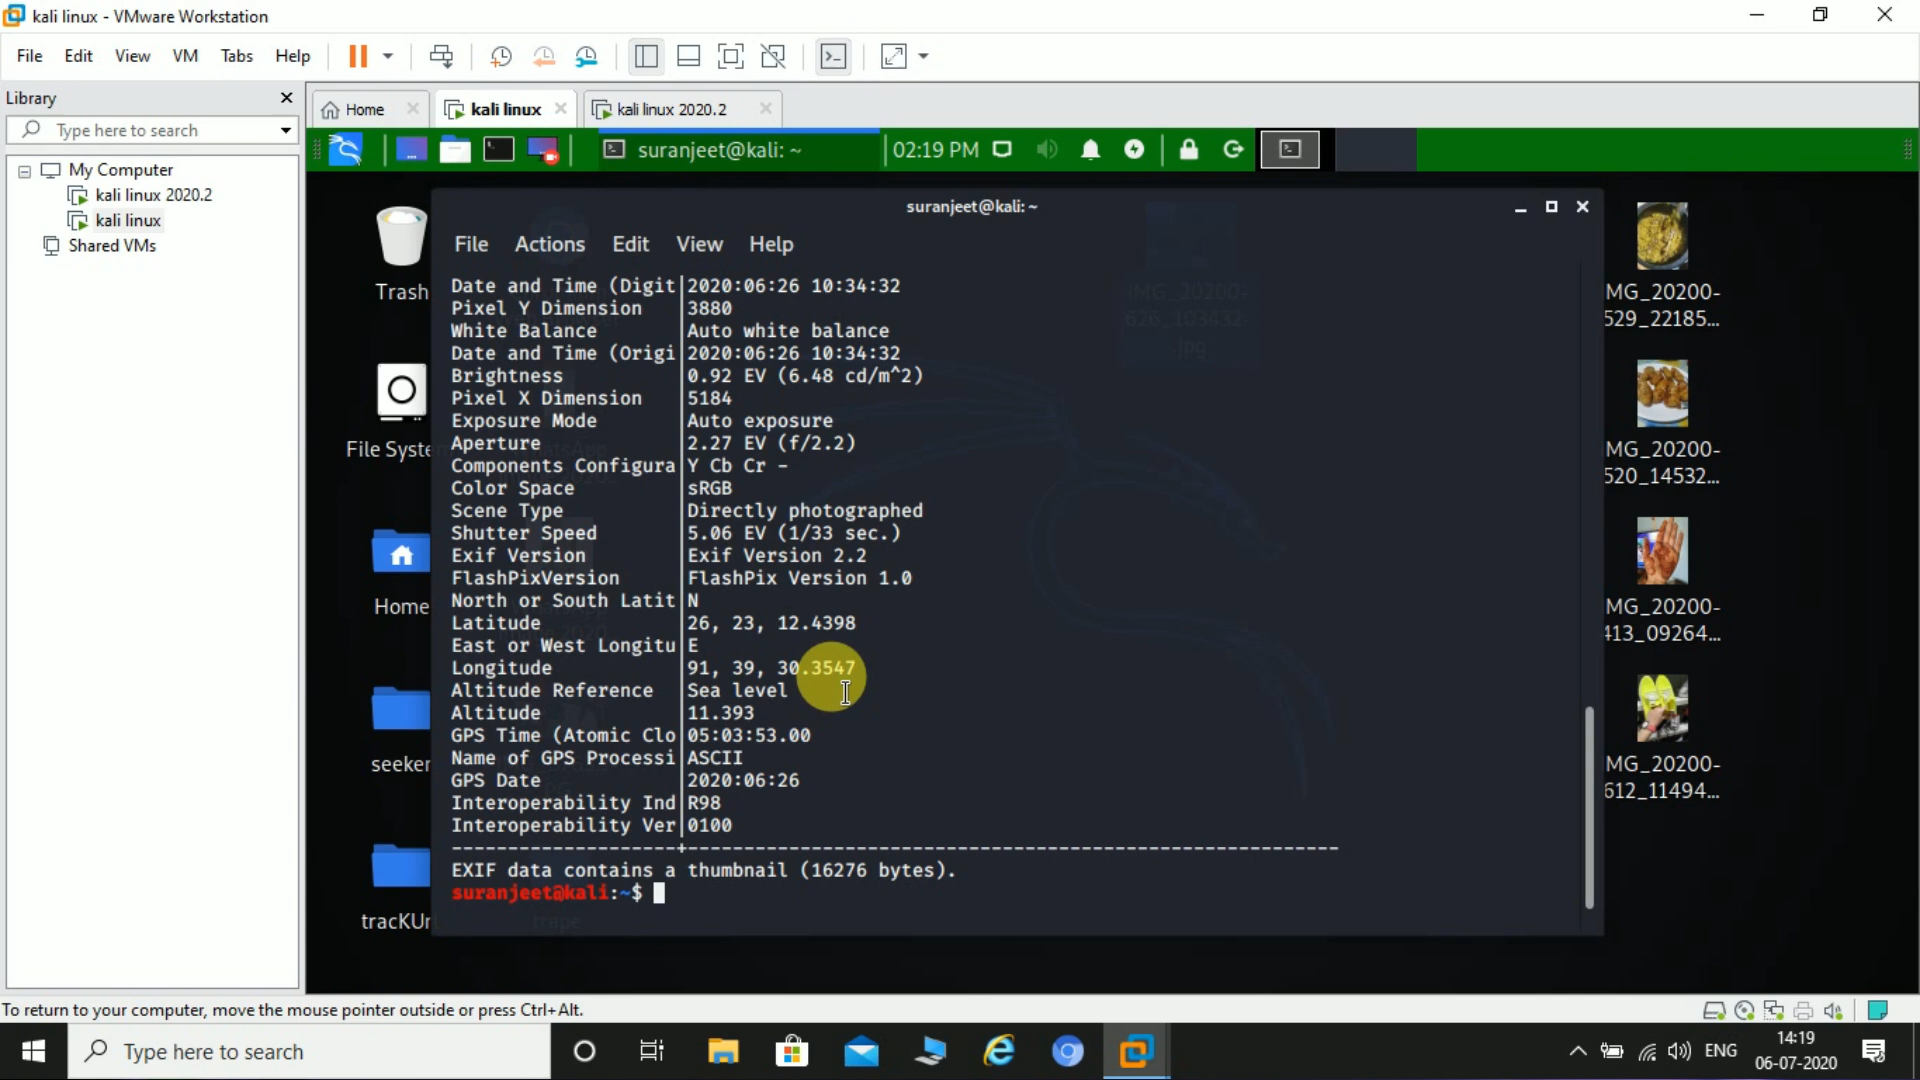 kali linux - VMware Workstation
File Edit View VM Tabs Help
Library
Type here to search
My Computer
kali linux 2020.2
kali linux
Shared VMs
Home kali linux kali linux 2020.2
suranjeet@kali: ~ 02:19 PM
suranjeet@kali: ~
File Actions Edit View Help
Date and Time (Digit|2020:06:26 10:34:32
Pixel Y Dimension |3880
White Balance |Auto white balance
Date and Time (Origi|2020:06:26 10:34:32
Brightness |0.92 EV (6.48 cd/m^2)
Pixel X Dimension |5184
Exposure Mode |Auto exposure
Aperture |2.27 EV (f/2.2)
Components Configura|Y Cb Cr -
Color Space |sRGB
Scene Type |Directly photographed
Shutter Speed |5.06 EV (1/33 sec.)
Exif Version |Exif Version 2.2
FlashPixVersion |FlashPix Version 1.0
North or South Latit|N
Latitude |26, 23, 12.4398
East or West Longitu|E
Longitude |91, 39, 30.3547
Altitude Reference |Sea level
Altitude |11.393
GPS Time (Atomic Clo|05:03:53.00
Name of GPS Processi|ASCII
GPS Date |2020:06:26
Interoperability Ind|R98
Interoperability Ver|0100
--------------------+----------------------------------------------------------
EXIF data contains a thumbnail (16276 bytes).
suranjeet@kali:~$
Trash
File Syste
Home
seeker
tracKUr
IMG_20200-
626_103432-
.jpg
trape
MG_20200-
529_22185...
MG_20200-
520_14532...
MG_20200-
413_09264...
MG_20200-
612_11494...
To return to your computer, move the mouse pointer outside or press Ctrl+Alt.
Type here to search
ENG
14:19
06-07-2020